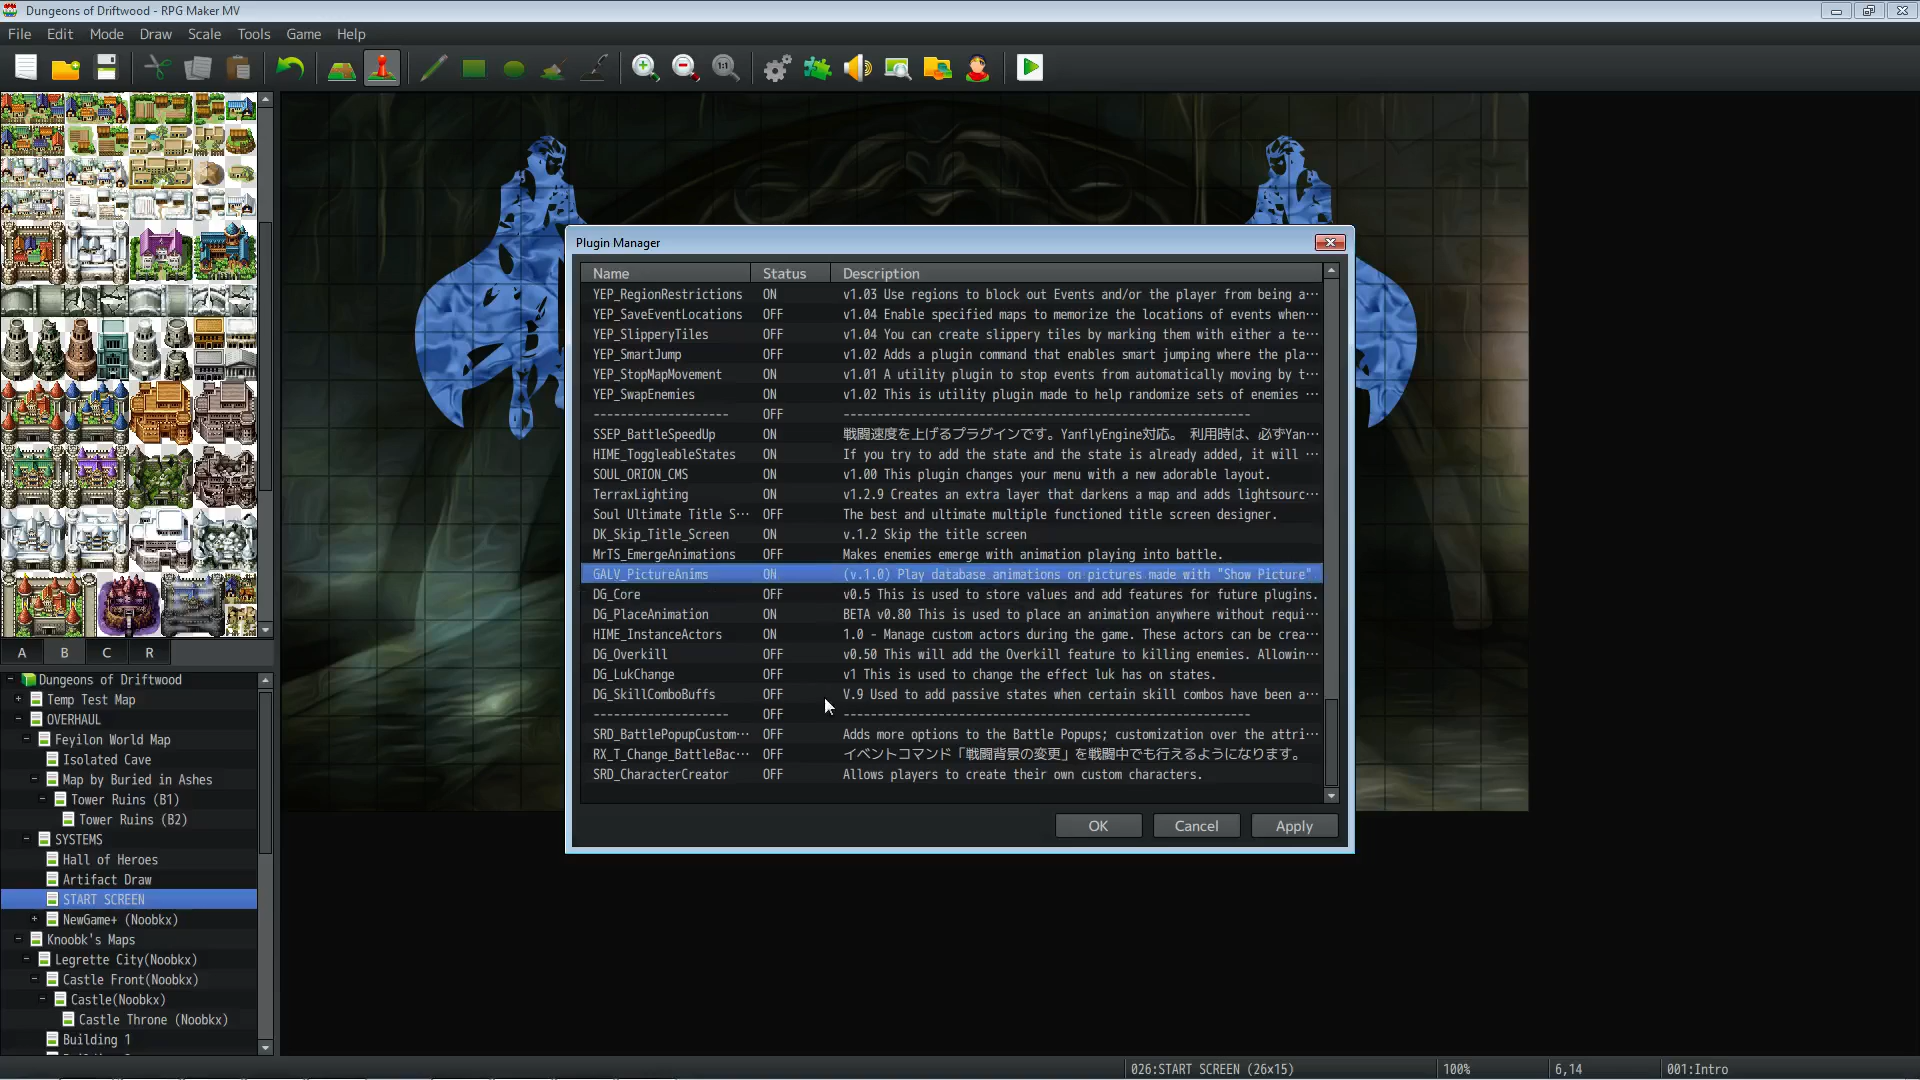 Dungeons of Driftwood - RPG Maker MV
File Edit Mode Draw Scale Tools Game Help
1:1
Plugin Manager
Name Status Description
YEP_RegionRestrictions ON v1.03 Use regions to block out Events and/or the player from being a···
YEP_SaveEventLocations OFF v1.04 Enable specified maps to memorize the locations of events when···
YEP_SlipperyTiles OFF v1.04 You can create slippery tiles by marking them with either a te···
YEP_SmartJump OFF v1.02 Adds a plugin command that enables smart jumping where the pla···
YEP_StopMapMovement ON v1.01 A utility plugin to stop events from automatically moving by t···
YEP_SwapEnemies ON v1.02 This is utility plugin made to help randomize sets of enemies ···
-------------------- OFF ------------------------------------------------------------
SSEP_BattleSpeedUp ON 戦闘速度を上げるプラグインです。YanflyEngine対応。 利用時は、必ずYan···
HIME_ToggleableStates ON If you try to add the state and the state is already added, it will ···
SOUL_ORION_CMS ON v1.00 This plugin changes your menu with a new adorable layout.
TerraxLighting ON v1.2.9 Creates an extra layer that darkens a map and adds lightsourc···
Soul Ultimate Title S··· OFF The best and ultimate multiple functioned title screen designer.
DK_Skip_Title_Screen ON v.1.2 Skip the title screen
MrTS_EmergeAnimations OFF Makes enemies emerge with animation playing into battle.
GALV_PictureAnims ON (v.1.0) Play database animations on pictures made with "Show Picture"
DG_Core OFF v0.5 This is used to store values and add features for future plugins.
DG_PlaceAnimation ON BETA v0.80 This is used to place an animation anywhere without requi···
HIME_InstanceActors ON 1.0 - Manage custom actors during the game. These actors can be crea···
DG_Overkill OFF v0.50 This will add the Overkill feature to killing enemies. Allowin···
DG_LukChange OFF v1 This is used to change the effect luk has on states.
DG_SkillComboBuffs OFF V.9 Used to add passive states when certain skill combos have been a···
-------------------- OFF ------------------------------------------------------------
SRD_BattlePopupCustom··· OFF Adds more options to the Battle Popups; customization over the attri···
RX_T_Change_BattleBac··· OFF イベントコマンド「戦闘背景の変更」を戦闘中でも行えるようになります。
SRD_CharacterCreator OFF Allows players to create their own custom characters.
OK Cancel Apply
A B C R
Dungeons of Driftwood
Temp Test Map
OVERHAUL
Feyilon World Map
Isolated Cave
Map by Buried in Ashes
Tower Ruins (B1)
Tower Ruins (B2)
SYSTEMS
Hall of Heroes
Artifact Draw
START SCREEN
NewGame+ (Noobkx)
Knoobk's Maps
Legrette City(Noobkx)
Castle Front(Noobkx)
Castle(Noobkx)
Castle Throne (Noobkx)
Building 1
026:START SCREEN (26x15) 100% 6,14 001:Intro